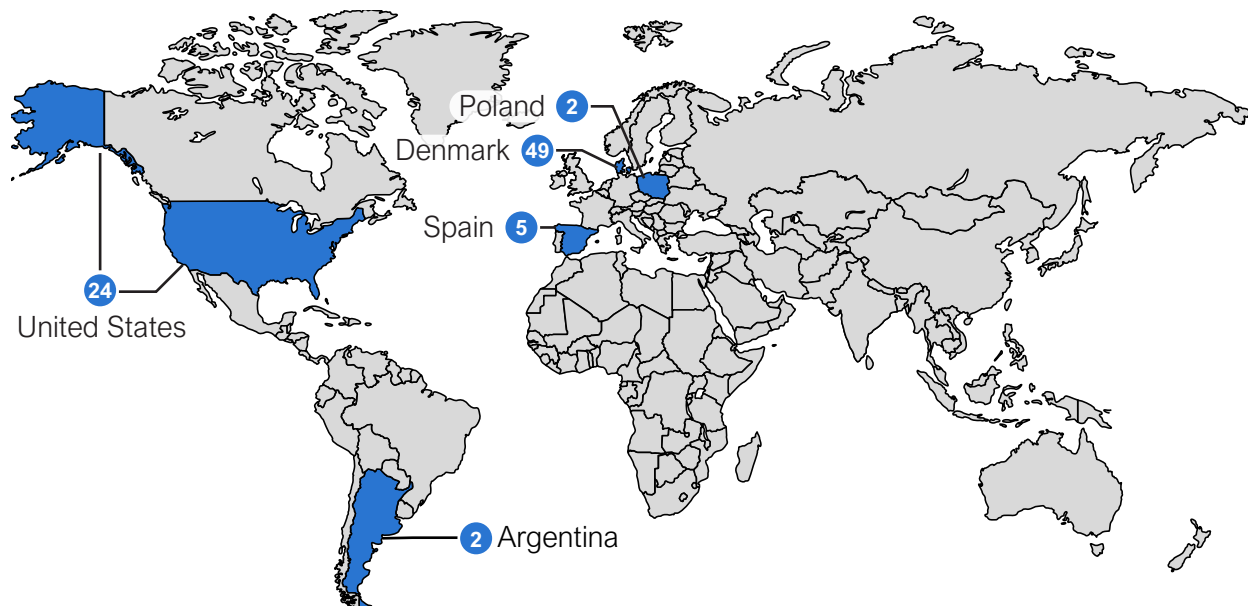 Poland 2
Denmark 49
Spain 5
24
United States
2 Argentina